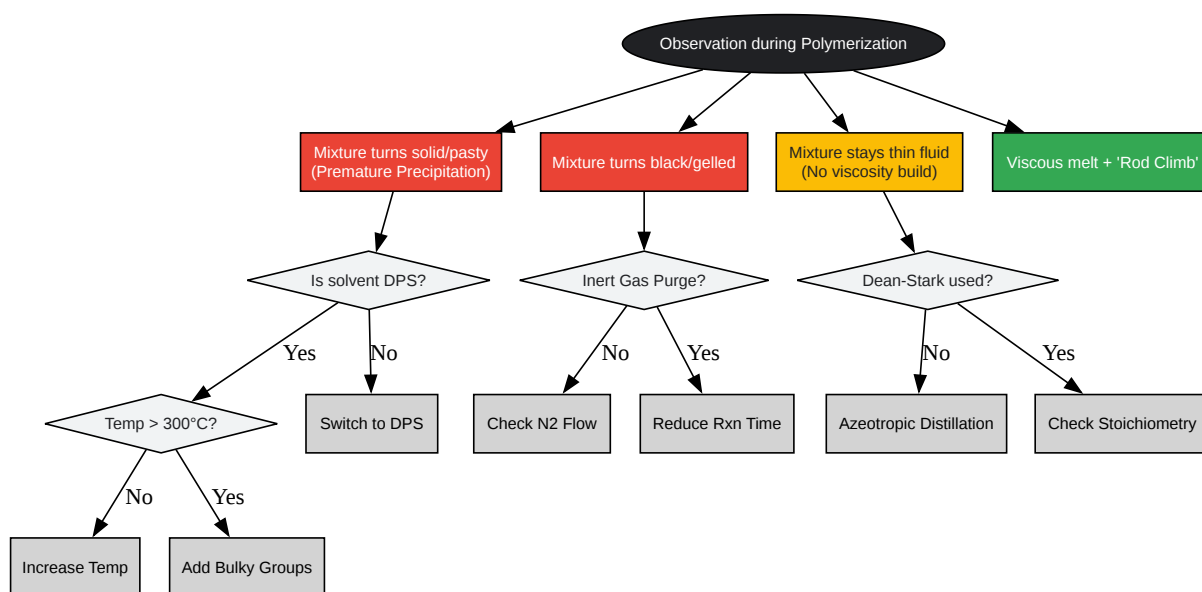 Observation during Polymerization
Mixture turns solid/pasty
(Premature Precipitation)
Mixture turns black/gelled
Mixture stays thin fluid
(No viscosity build)
Viscous melt + 'Rod Climb'
Is solvent DPS?
Inert Gas Purge?
Dean-Stark used?
Yes
No
No
Yes
No
Yes
Temp > 300°C?
Switch to DPS
Check N2 Flow
Reduce Rxn Time
Azeotropic Distillation
Check Stoichiometry
No
Yes
Increase Temp
Add Bulky Groups